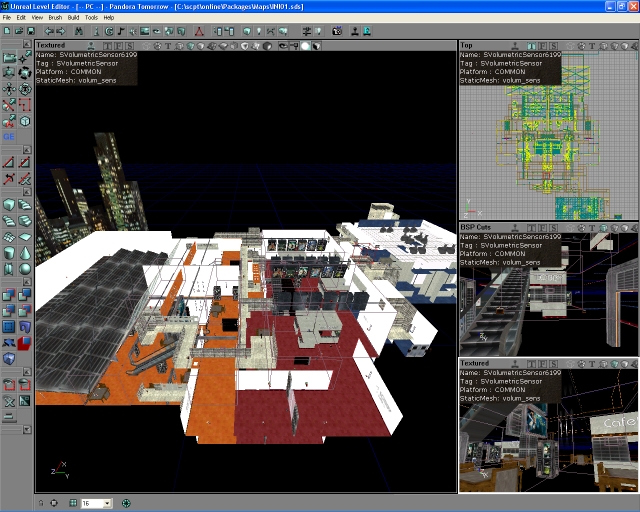 Unreal Level Editor - [-- PC --] - Pandora Tomorrow - [C:\scpt\online\Packages\Maps\INI01.sds]
File Edit View Brush Build Tools Help
Textured
Name: SVolumetricSensor6199
Tag : SVolumetricSensor
Platform : COMMON
StaticMesh: volum_sens
Top
Name: SVolumetricSensor6199
Tag : SVolumetricSensor
Platform : COMMON
StaticMesh: volum_sens
BSP Cuts
Name: SVolumetricSensor6199
Tag : SVolumetricSensor
Platform : COMMON
StaticMesh: volum_sens
Textured
Name: SVolumetricSensor6199
Tag : SVolumetricSensor
Platform : COMMON
StaticMesh: volum_sens
GE
X
Z
Y
16